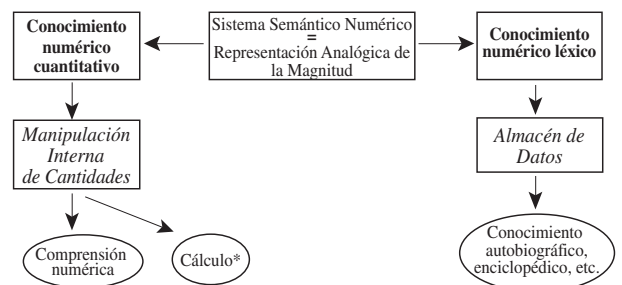 Conocimiento
numérico
cuantitativo
Sistema Semántico Numérico
=
Representación Analógica de
la Magnitud
Conocimiento
numérico léxico
Manipulación
Interna
de Cantidades
Almacén de
Datos
Comprensión
numérica
Cálculo*
Conocimiento
autobiográfico,
enciclopédico, etc.